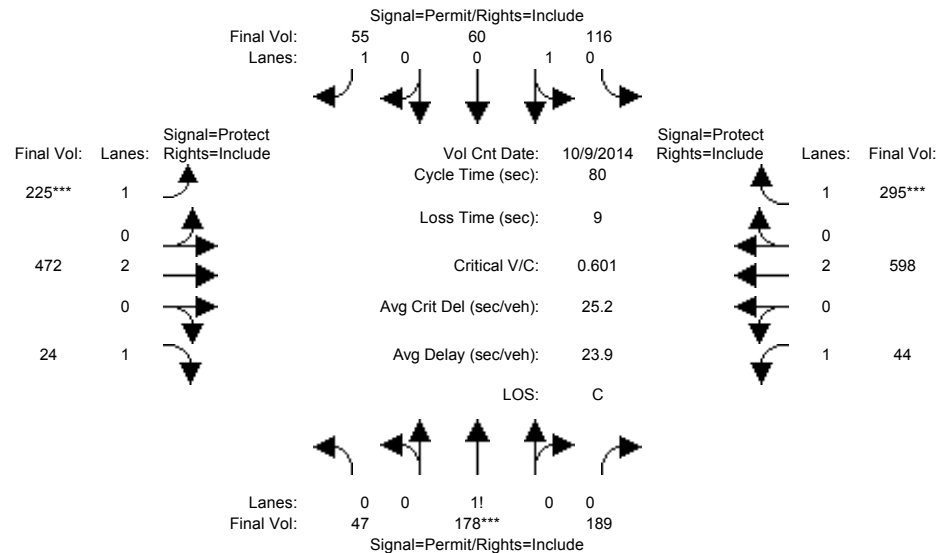 Signal=Permit/Rights=Include
Final Vol: 55 60 116
Lanes: 1 0 0 1 0
Signal=Protect Signal=Protect
Final Vol: Lanes: Rights=Include Vol Cnt Date: 10/9/2014 Rights=Include Lanes: Final Vol:
Cycle Time (sec): 80
225*** 1 1 295***
Loss Time (sec): 9
0 0
472 2 Critical V/C: 0.601 2 598
0 Avg Crit Del (sec/veh): 25.2 0
24 1 Avg Delay (sec/veh): 23.9 1 44
LOS: C
Lanes: 0 0 1! 0 0
Final Vol: 47 178*** 189
Signal=Permit/Rights=Include